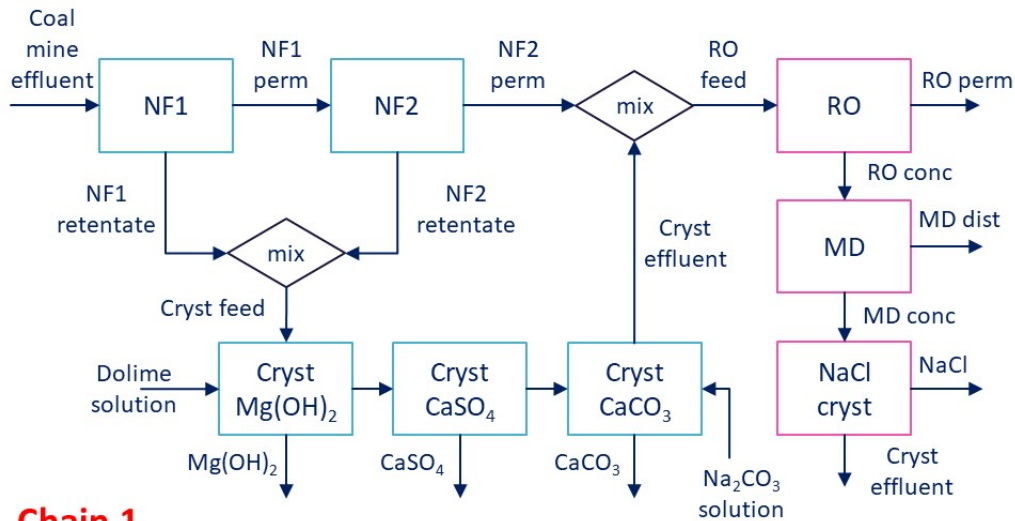 Coal
mine
effluent
NF1
NF1
perm
NF2
NF2
perm
mix
RO
feed
RO
RO perm
RO conc
NF1
retentate
NF2
retentate
mix
Cryst
effluent
MD
MD dist
MD conc
Cryst feed
Dolime
solution
Cryst
Mg(OH)₂
Cryst
CaSO₄
Cryst
CaCO₃
NaCl
cryst
NaCl
Mg(OH)₂
CaSO₄
CaCO₃
Na₂CO₃
solution
Cryst
effluent
Chain 1